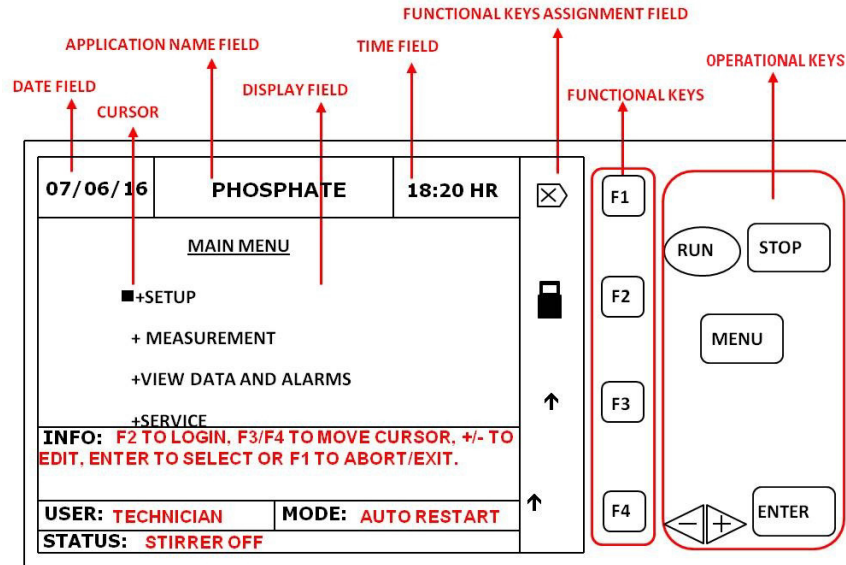 FUNCTIONAL KEYS ASSIGNMENT FIELD
APPLICATION NAME FIELD
TIME FIELD
OPERATIONAL KEYS
DATE FIELD
DISPLAY FIELD
FUNCTIONAL KEYS
CURSOR
07/06/16
PHOSPHATE
18:20 HR
F1
MAIN MENU
RUN
STOP
+SETUP
F2
+ MEASUREMENT
MENU
+VIEW DATA AND ALARMS
F3
+SERVICE
INFO: F2 TO LOGIN, F3/F4 TO MOVE CURSOR, +/- TO
EDIT, ENTER TO SELECT OR F1 TO ABORT/EXIT.
USER: TECHNICIAN
MODE: AUTO RESTART
F4
- +
ENTER
STATUS: STIRRER OFF